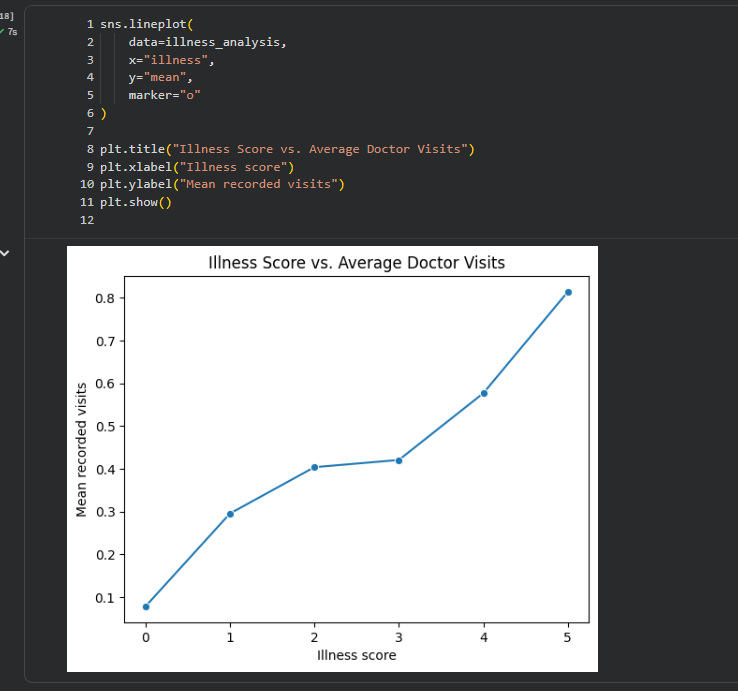 18]
7s
1 sns.lineplot(
2     data=illness_analysis,
3     x="illness",
4     y="mean",
5     marker="o"
6 )
7
8 plt.title("Illness Score vs. Average Doctor Visits")
9 plt.xlabel("Illness score")
10 plt.ylabel("Mean recorded visits")
11 plt.show()
12
Illness Score vs. Average Doctor Visits
0.8
0.7
0.6
0.5
0.4
0.3
0.2
0.1
Mean recorded visits
0 1 2 3 4 5
Illness score